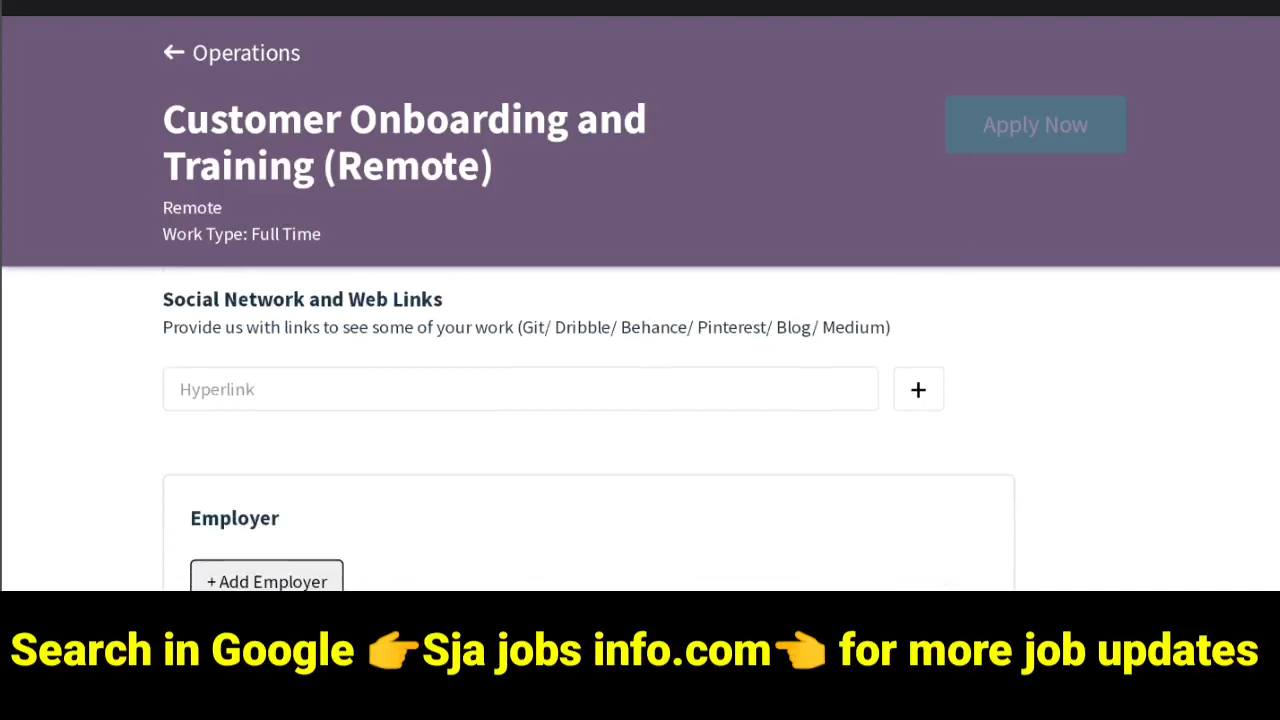 ← Operations
Customer Onboarding and
Training (Remote)
Apply Now
Remote
Work Type: Full Time
Social Network and Web Links
Provide us with links to see some of your work (Git/ Dribble/ Behance/ Pinterest/ Blog/ Medium)
Hyperlink
+
Employer
+ Add Employer
Search in Google 👉Sja jobs info.com👈 for more job updates